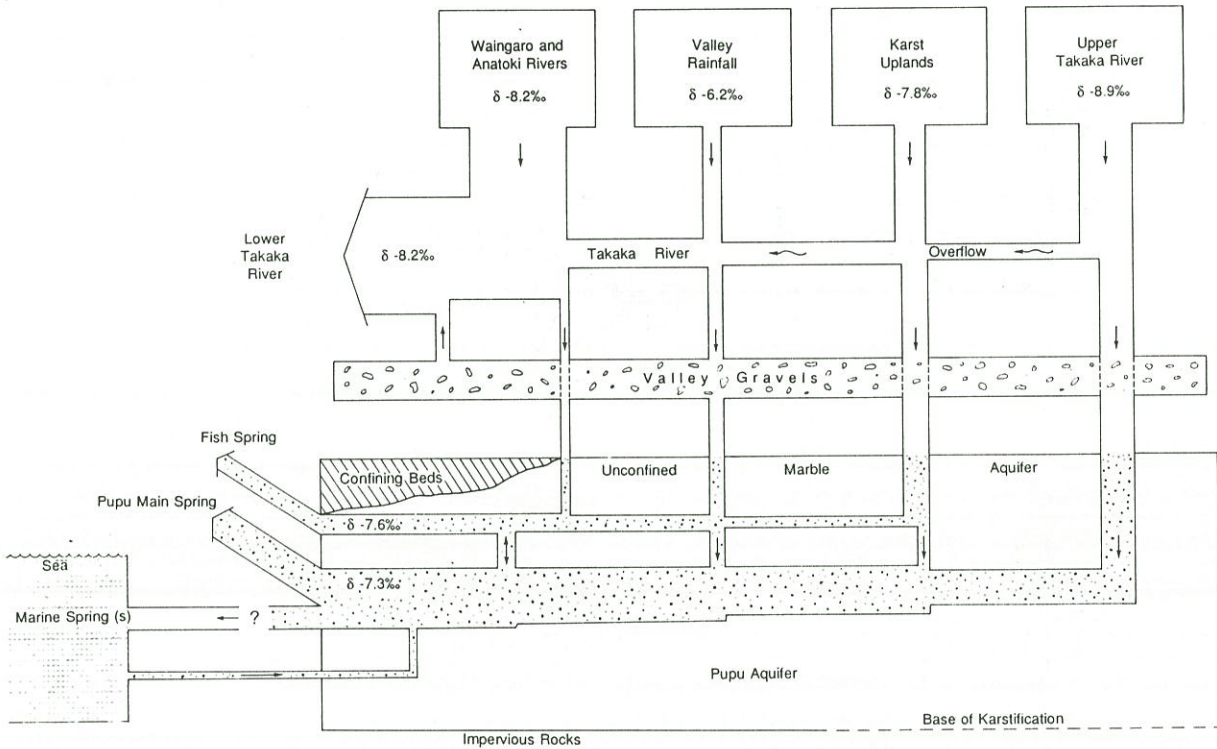 Waingaro and
Anatoki Rivers
δ -8.2‰
Valley
Rainfall
δ -6.2‰
Karst
Uplands
δ -7.8‰
Upper
Takaka River
δ -8.9‰
Lower
Takaka
River
δ -8.2‰
Takaka River
Overflow
Valley Gravels
Fish Spring
Confining Beds
Unconfined
Marble
Aquifer
Pupu Main Spring
δ -7.6‰
Sea
δ -7.3‰
Marine Spring (s)
?
Pupu Aquifer
Base of Karstification
Impervious Rocks